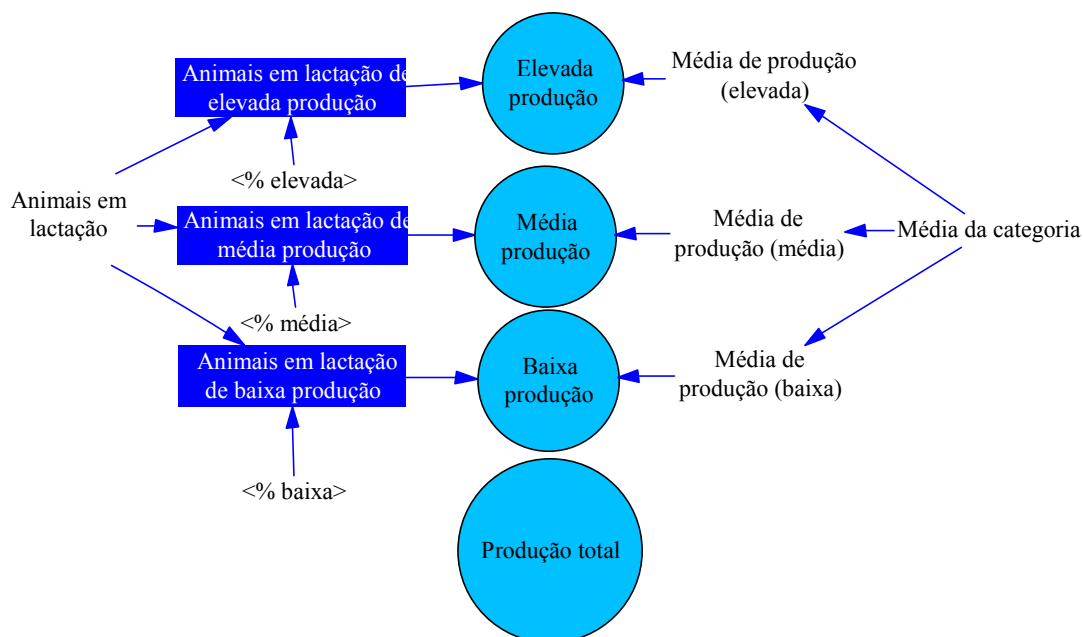 Animais em lactação de
elevada produção
Elevada
produção
Média de produção
(elevada)
<% elevada>
Animais em
lactação
Animais em lactação de
média produção
Média
produção
Média de
produção (média)
Média da categoria
<% média>
Animais em lactação
de baixa produção
Baixa
produção
Média de
produção (baixa)
<% baixa>
Produção total